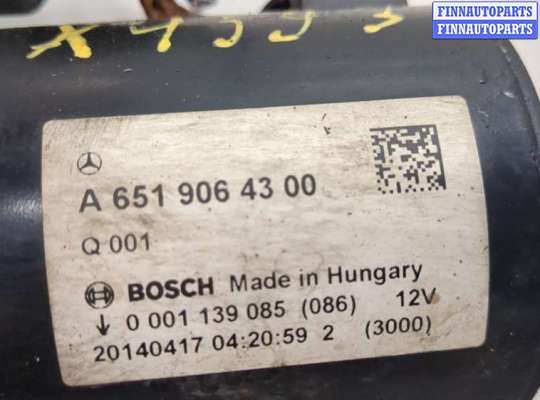 FINNAUTOPARTS
FINNAUTOPARTS
A 651 906 43 00
Q 001
BOSCH Made in Hungary
0 001 139 085 (086) 12V
20140417 04:20:59 2 (3000)